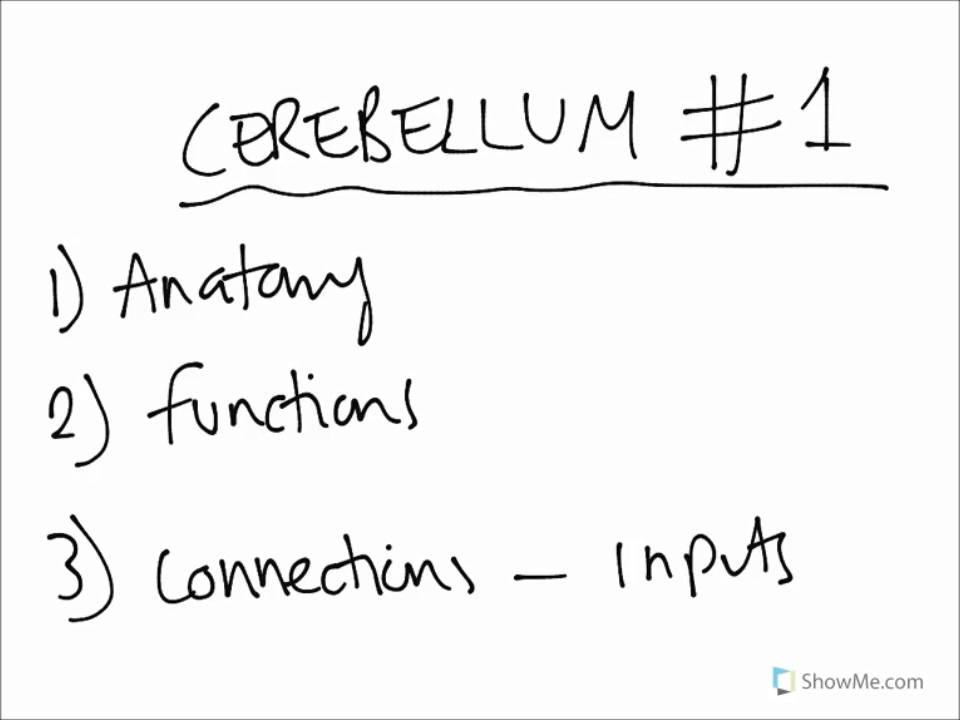 CEREBELLUM #1
1) Anatomy
2) functions
3) Connections – Inputs
ShowMe.com